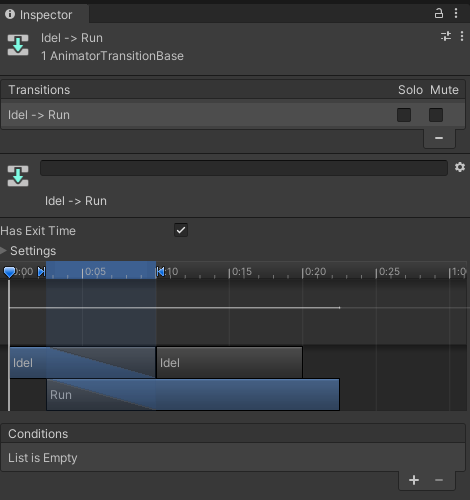 Inspector
Idel -> Run
1 AnimatorTransitionBase
Transitions Solo Mute
Idel -> Run
Idel -> Run
Has Exit Time
Settings
0:00 0:05 0:10 0:15 0:20 0:25 1:0
Idel Idel
Run
Conditions
List is Empty